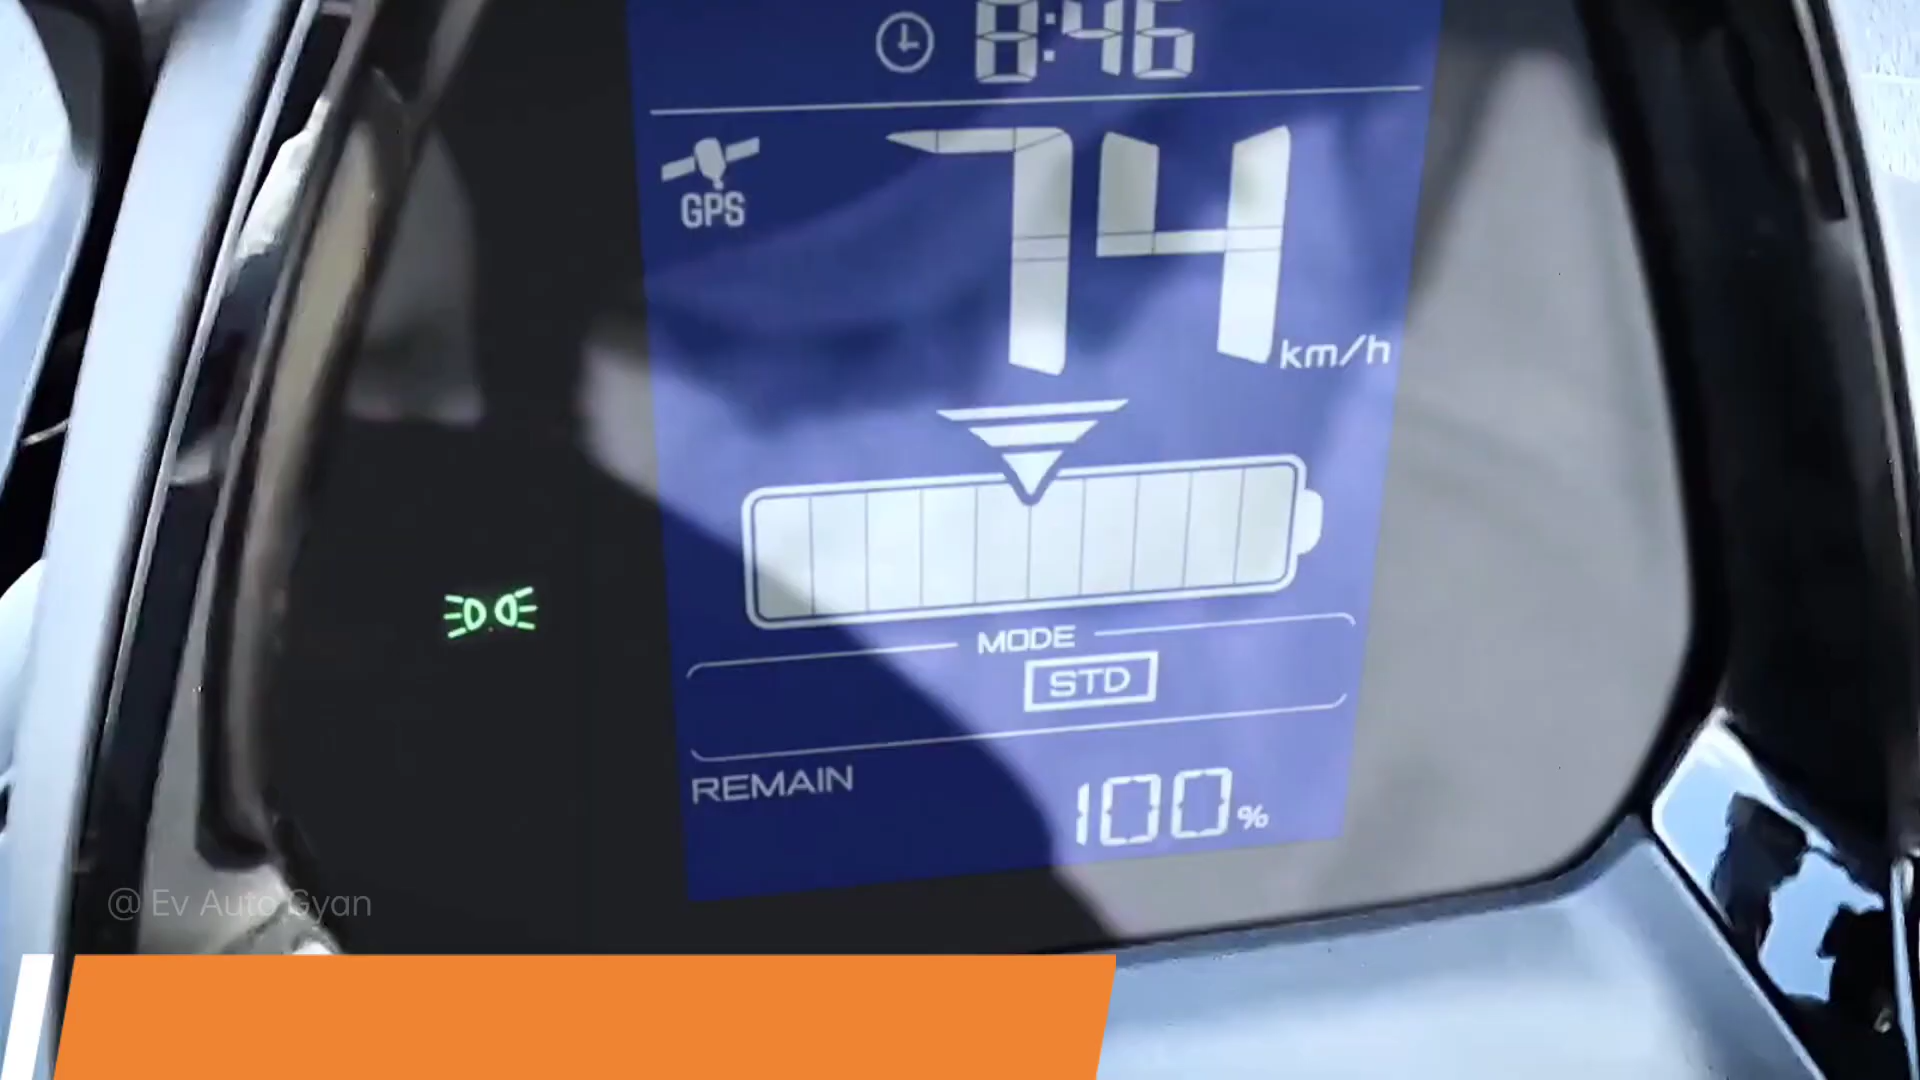 8:46
GPS
74
km/h
MODE
STD
REMAIN
100%
@ Ev Auto Gyan